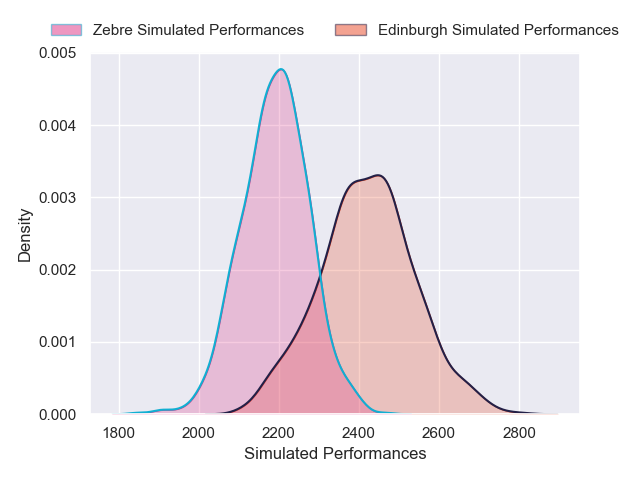 Zebre Simulated Performances Edinburgh Simulated Performances
0.005
0.004
0.003
0.002
0.001
0.000
Density
1800 2000 2200 2400 2600 2800
Simulated Performances